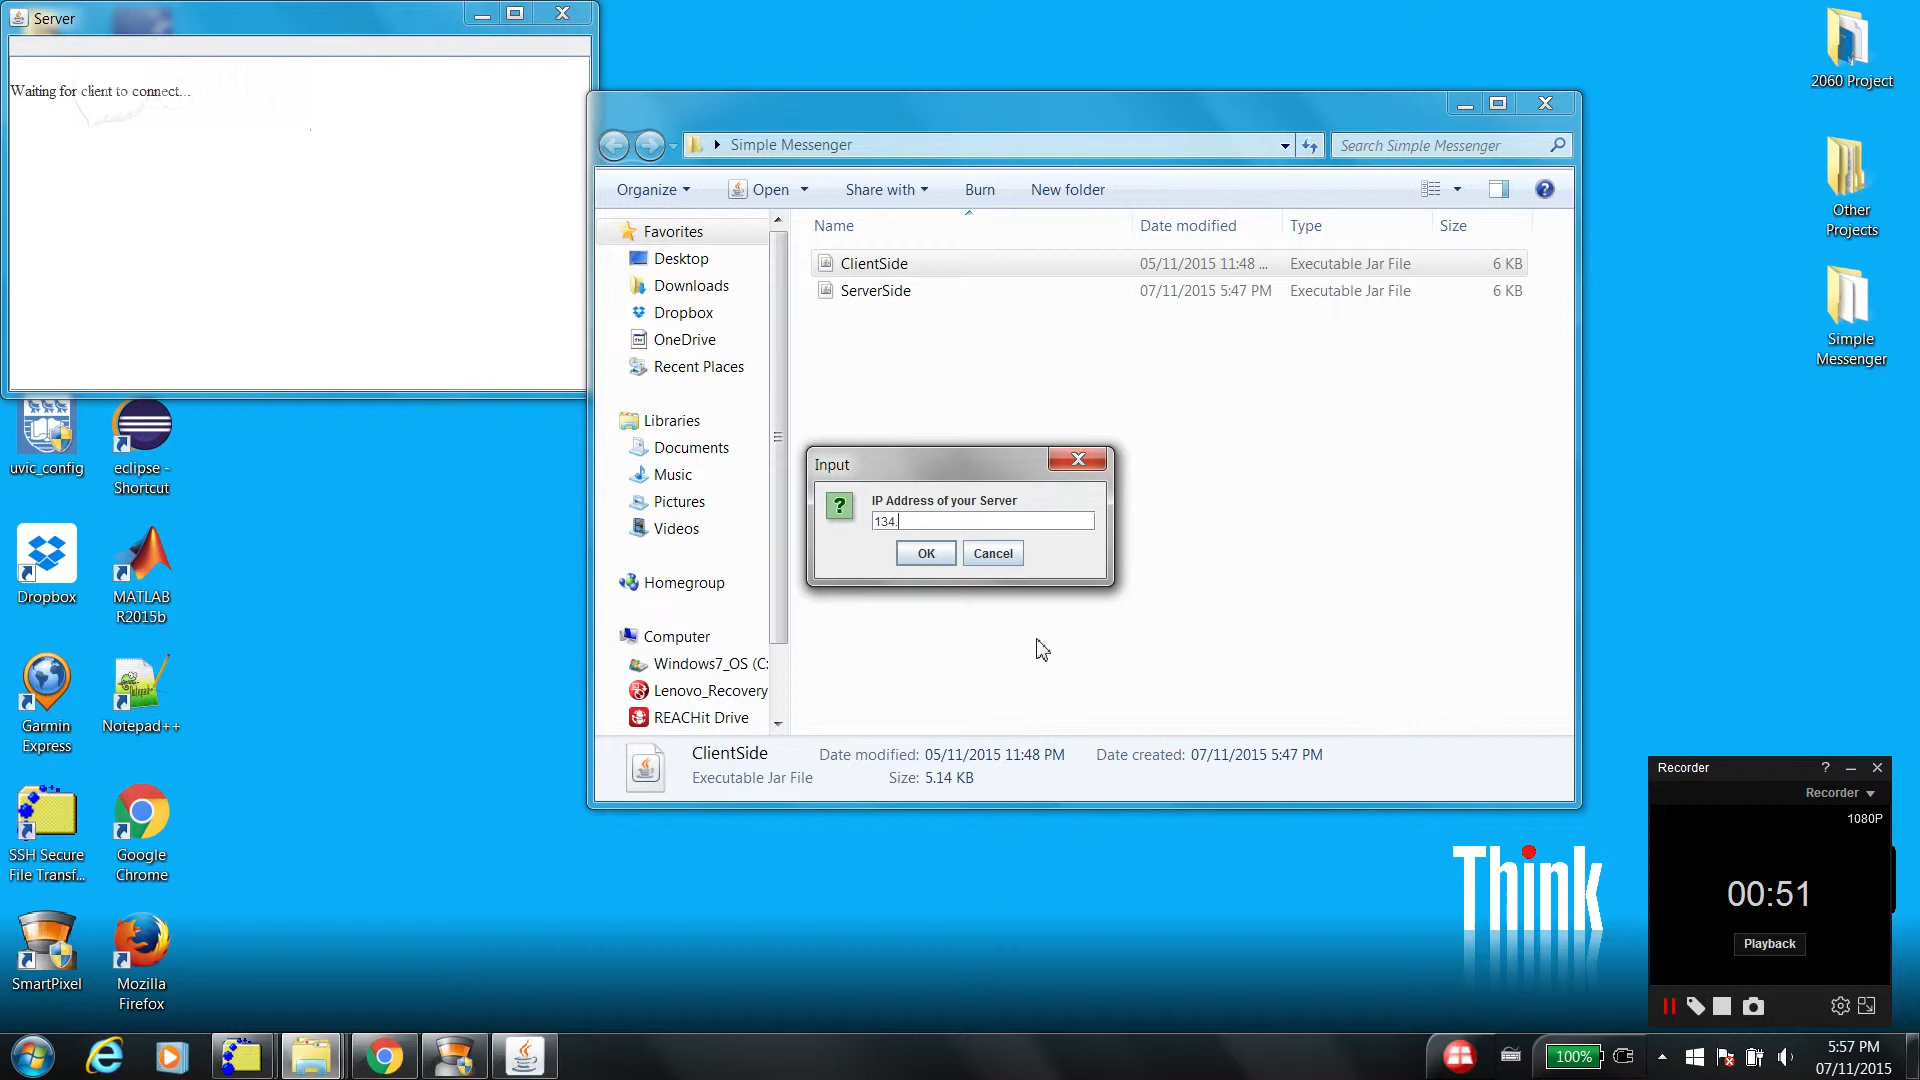 Server
Waiting for client to connect...
2060 Project
Other
Projects
Simple
Messenger
Simple Messenger
Search Simple Messenger
Organize
Open
Share with
Burn
New folder
Name
Date modified
Type
Size
ClientSide
05/11/2015 11:48 ...
Executable Jar File
6 KB
ServerSide
07/11/2015 5:47 PM
Executable Jar File
6 KB
Favorites
Desktop
Downloads
Dropbox
OneDrive
Recent Places
Libraries
Documents
Music
Pictures
Videos
Homegroup
Computer
Windows7_OS (C:
Lenovo_Recovery
REACHit Drive
Input
IP Address of your Server
134.
OK
Cancel
ClientSide
Date modified: 05/11/2015 11:48 PM
Date created: 07/11/2015 5:47 PM
Executable Jar File
Size: 5.14 KB
uvic_config
eclipse -
Shortcut
Dropbox
MATLAB
R2015b
Garmin
Express
Notepad++
SSH Secure
File Transf...
Google
Chrome
SmartPixel
Mozilla
Firefox
Think
Recorder
Recorder
1080P
00:51
Playback
100%
5:57 PM
07/11/2015